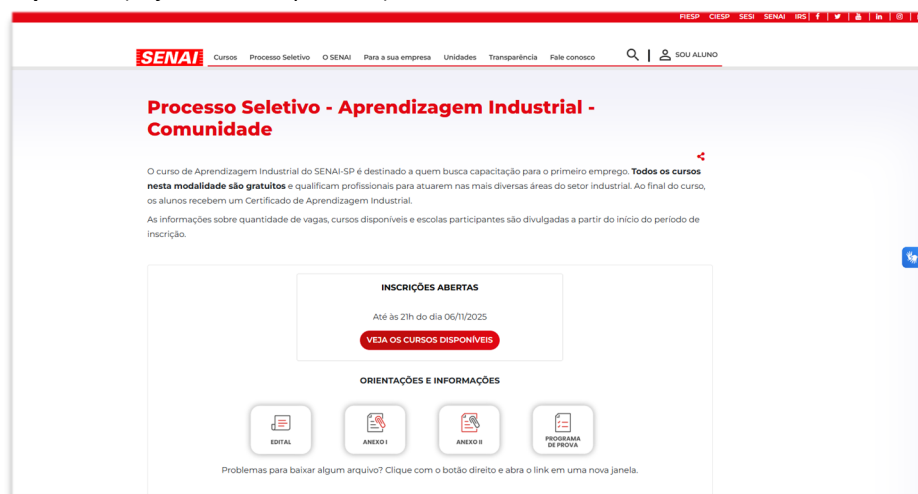 FIESP CIESP SESI SENAI IRS
SENAI Cursos Processo Seletivo O SENAI Para a sua empresa Unidades Transparência Fale conosco SOU ALUNO
Processo Seletivo - Aprendizagem Industrial -
Comunidade
O curso de Aprendizagem Industrial do SENAI-SP é destinado a quem busca capacitação para o primeiro emprego. Todos os cursos
nesta modalidade são gratuitos e qualificam profissionais para atuarem nas mais diversas áreas do setor industrial. Ao final do curso,
os alunos recebem um Certificado de Aprendizagem Industrial.
As informações sobre quantidade de vagas, cursos disponíveis e escolas participantes são divulgadas a partir do início do período de
inscrição.
INSCRIÇÕES ABERTAS
Até às 21h do dia 06/11/2025
VEJA OS CURSOS DISPONÍVEIS
ORIENTAÇÕES E INFORMAÇÕES
EDITAL
ANEXO I
ANEXO II
PROGRAMA
DE PROVA
Problemas para baixar algum arquivo? Clique com o botão direito e abra o link em uma nova janela.